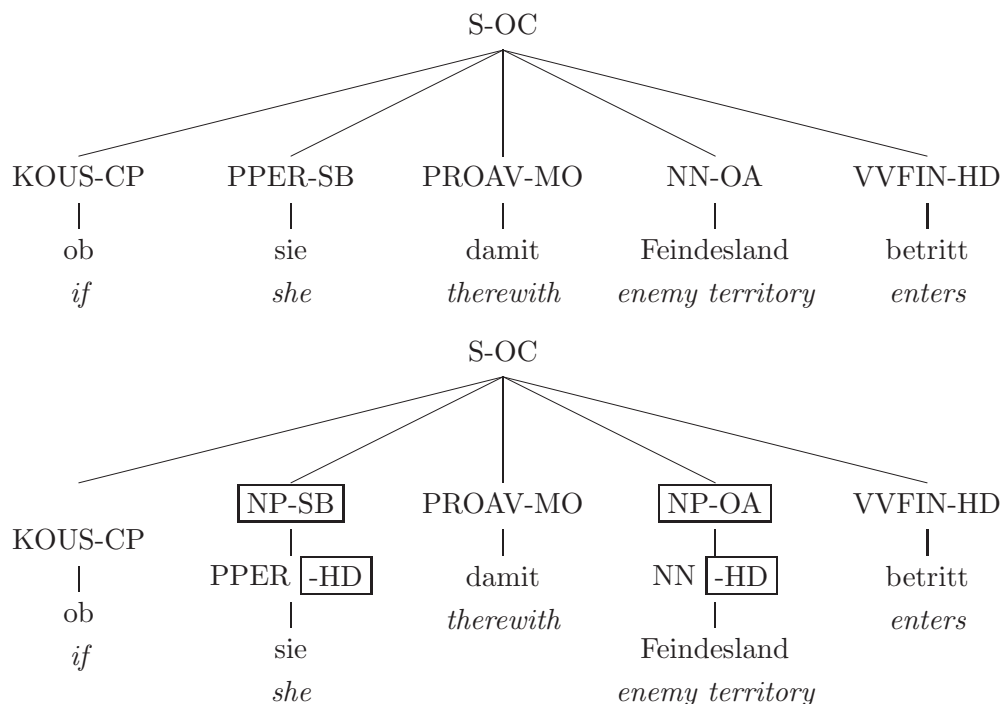 S-OC
KOUS-CP PPER-SB PROAV-MO NN-OA VVFIN-HD
ob sie damit Feindesland betritt
if she therewith enemy territory enters
S-OC
NP-SB PROAV-MO NP-OA VVFIN-HD
KOUS-CP
PPER -HD damit NN -HD betritt
ob therewith enters
if sie Feindesland
she enemy territory